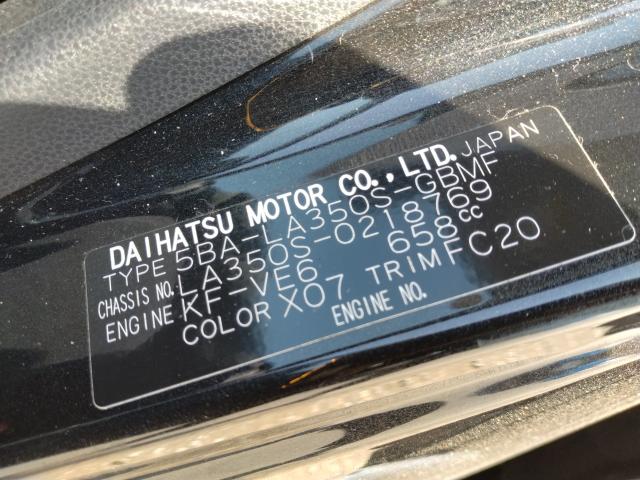 DAIHATSU MOTOR CO., LTD. JAPAN
TYPE 5BA-LA350S-GBMF
CHASSIS NO. LA350S-0218769
ENGINE KF-VE6 658cc
COLOR X07 TRIM FC20
ENGINE NO.